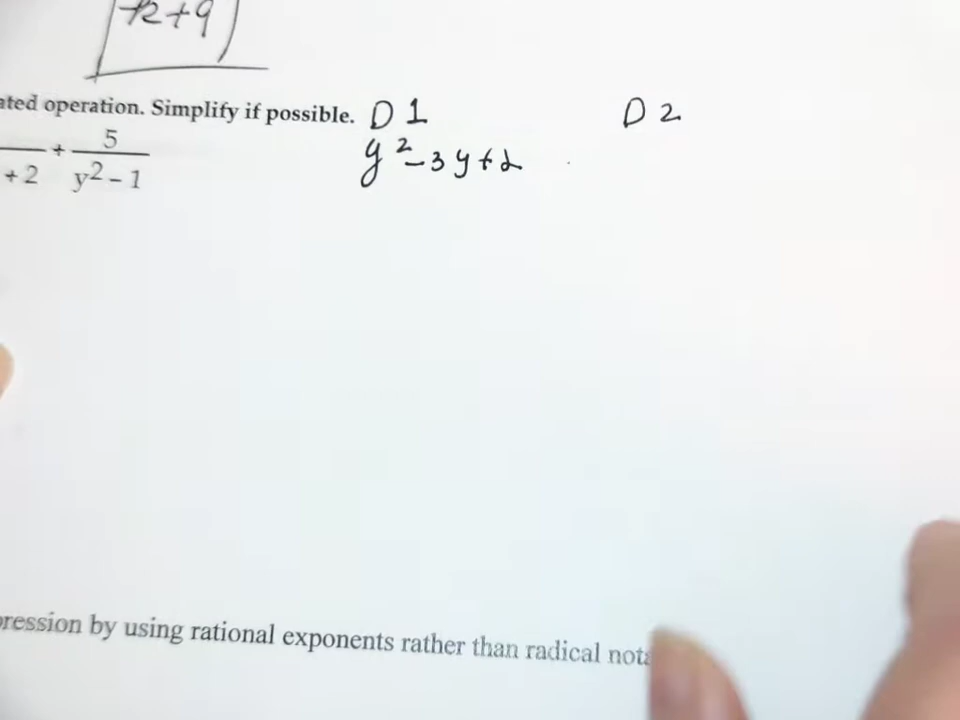 k+9
ated operation. Simplify if possible. D 1 D 2
+ 5
+ 2 y² - 1 y² - 3y + 2
ression by using rational exponents rather than radical nota